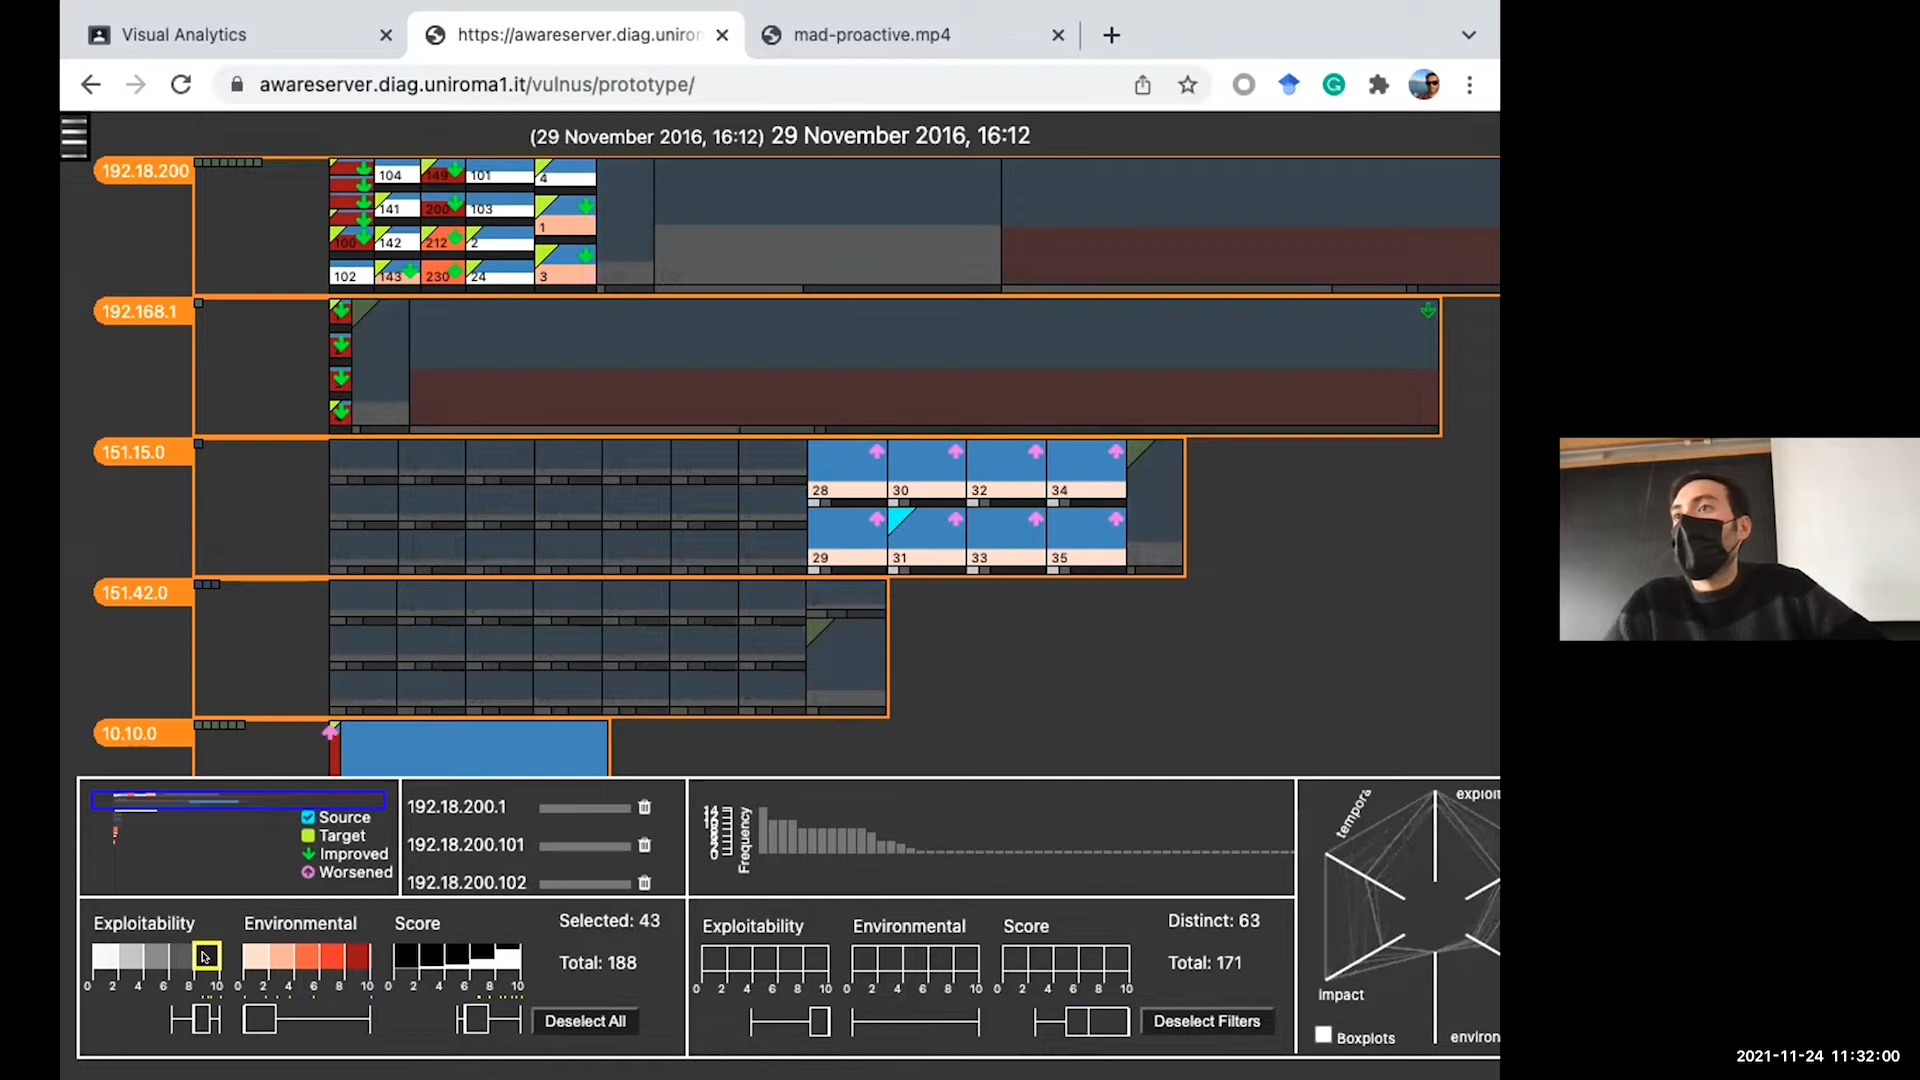 Visual Analytics
https://awareserver.diag.uniron
mad-proactive.mp4
awareserver.diag.uniroma1.it/vulnus/prototype/
(29 November 2016, 16:12) 29 November 2016, 16:12
192.18.200
104 149 101 4
141 200 103 1
100 142 212 2
102 143 230 24 3
192.168.1
151.15.0
28 30 32 34
29 31 33 35
151.42.0
10.10.0
Source
Target
Improved
Worsened
192.18.200.1
192.18.200.101
192.18.200.102
Frequency
14
0
tempora
exploit
impact
environ
Boxplots
Exploitability Environmental Score
0 2 4 6 8 10 0 2 4 6 8 10 0 2 4 6 8 10
Selected: 43
Total: 188
Deselect All
Exploitability Environmental Score
0 2 4 6 8 10 0 2 4 6 8 10 0 2 4 6 8 10
Distinct: 63
Total: 171
Deselect Filters
2021-11-24 11:32:00